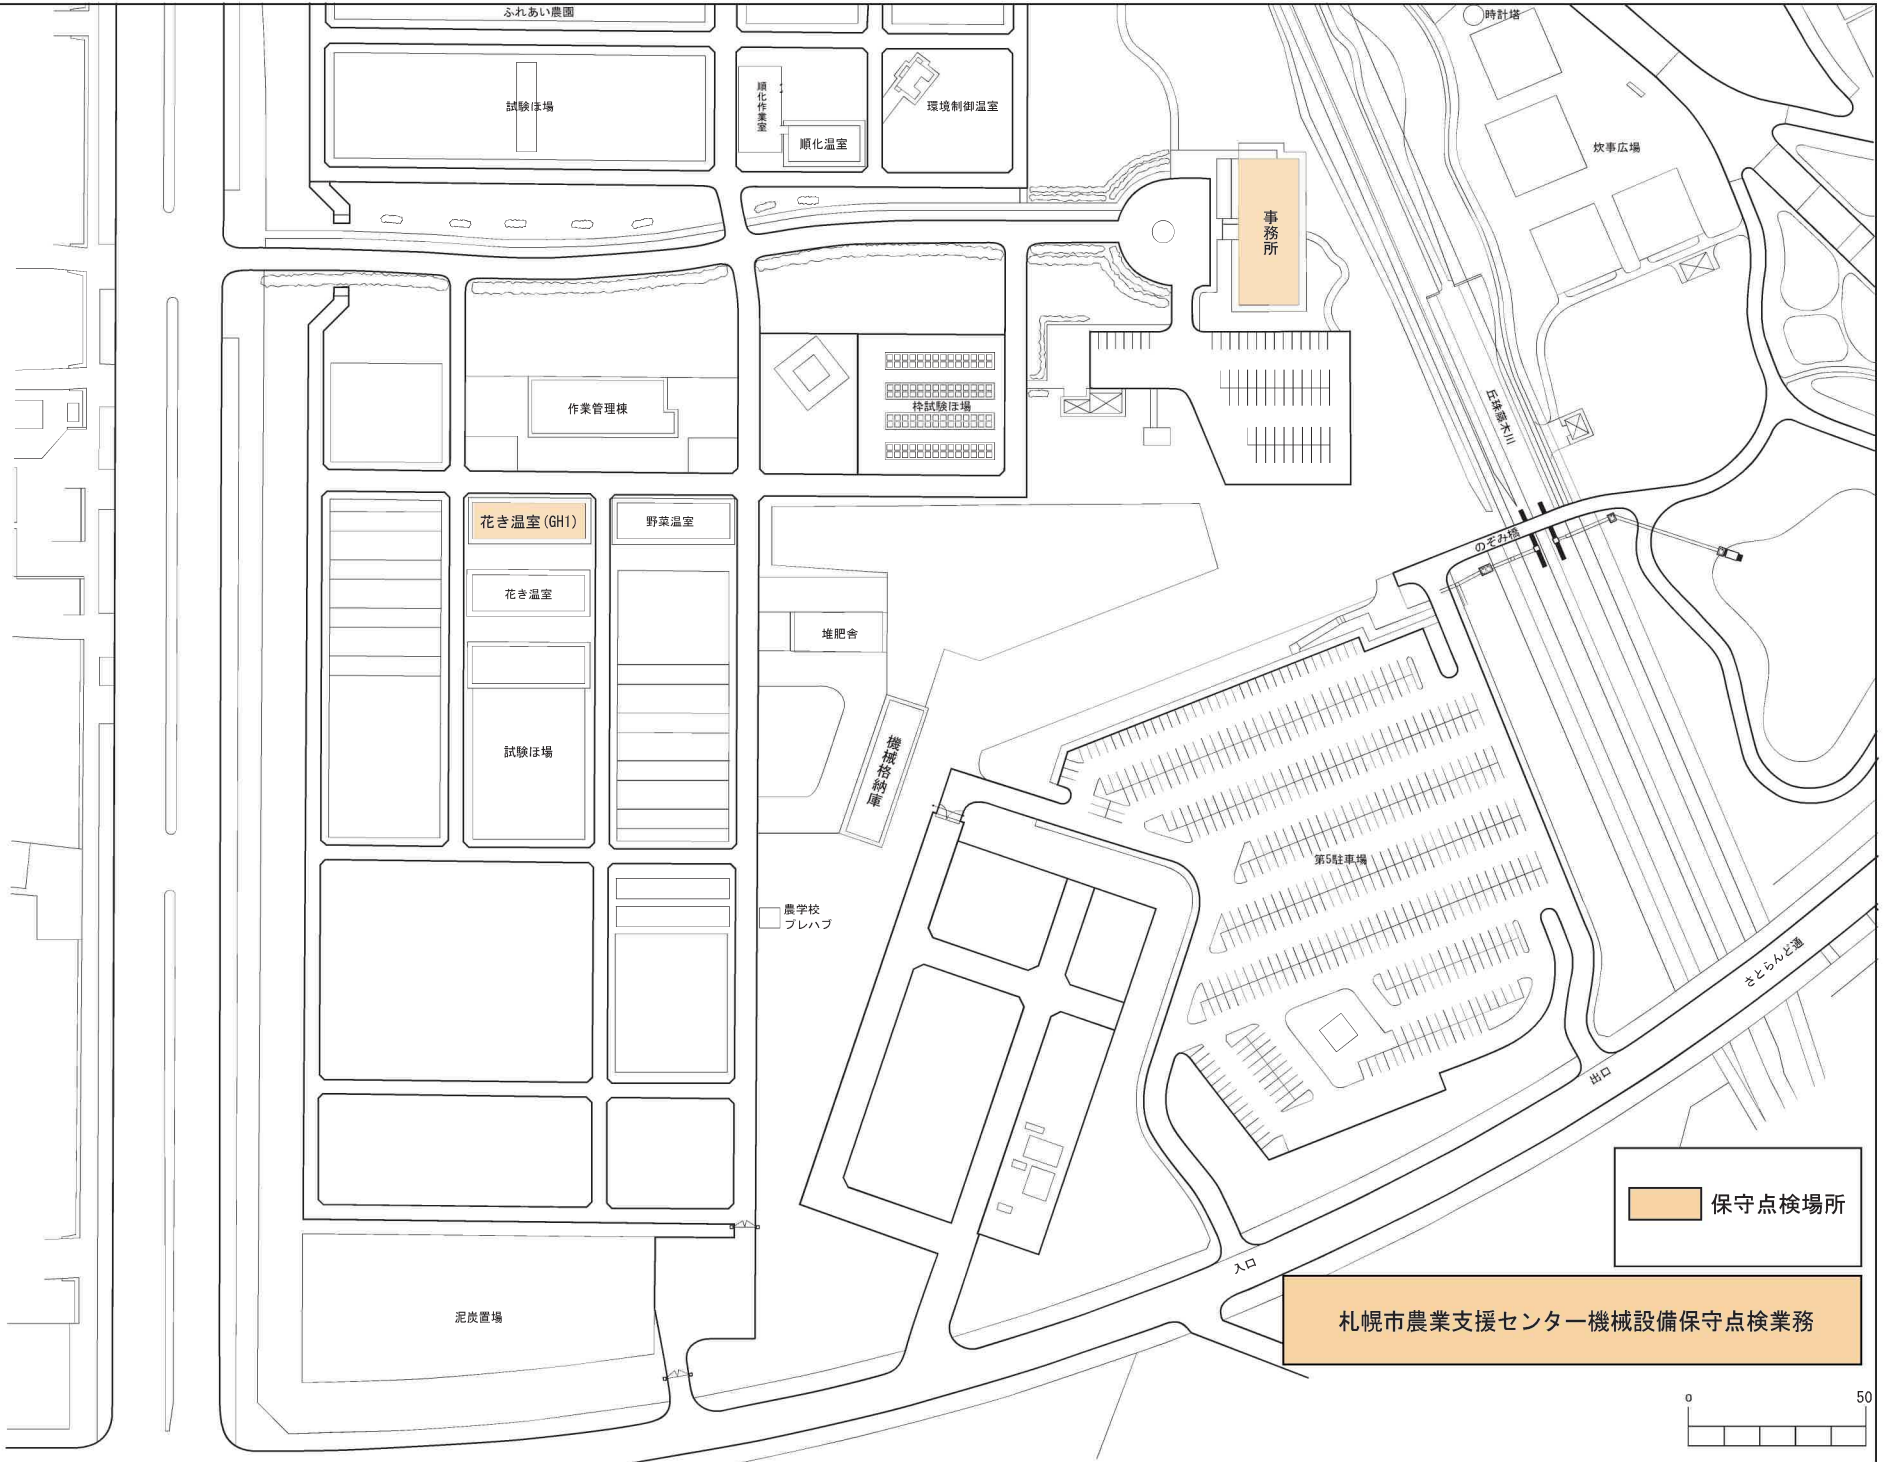 ふれあい農園
時計塔
試験ほ場
順化作業室
順化温室
環境制御温室
炊事広場
事務所
作業管理棟
枠試験ほ場
丘珠藤木川
花き温室(GH1)
野菜温室
のぞみ橋
花き温室
堆肥舎
試験ほ場
機械格納庫
第5駐車場
農学校
プレハブ
さとらんど通
出口
保守点検場所
入口
泥炭置場
札幌市農業支援センター機械設備保守点検業務
0
50